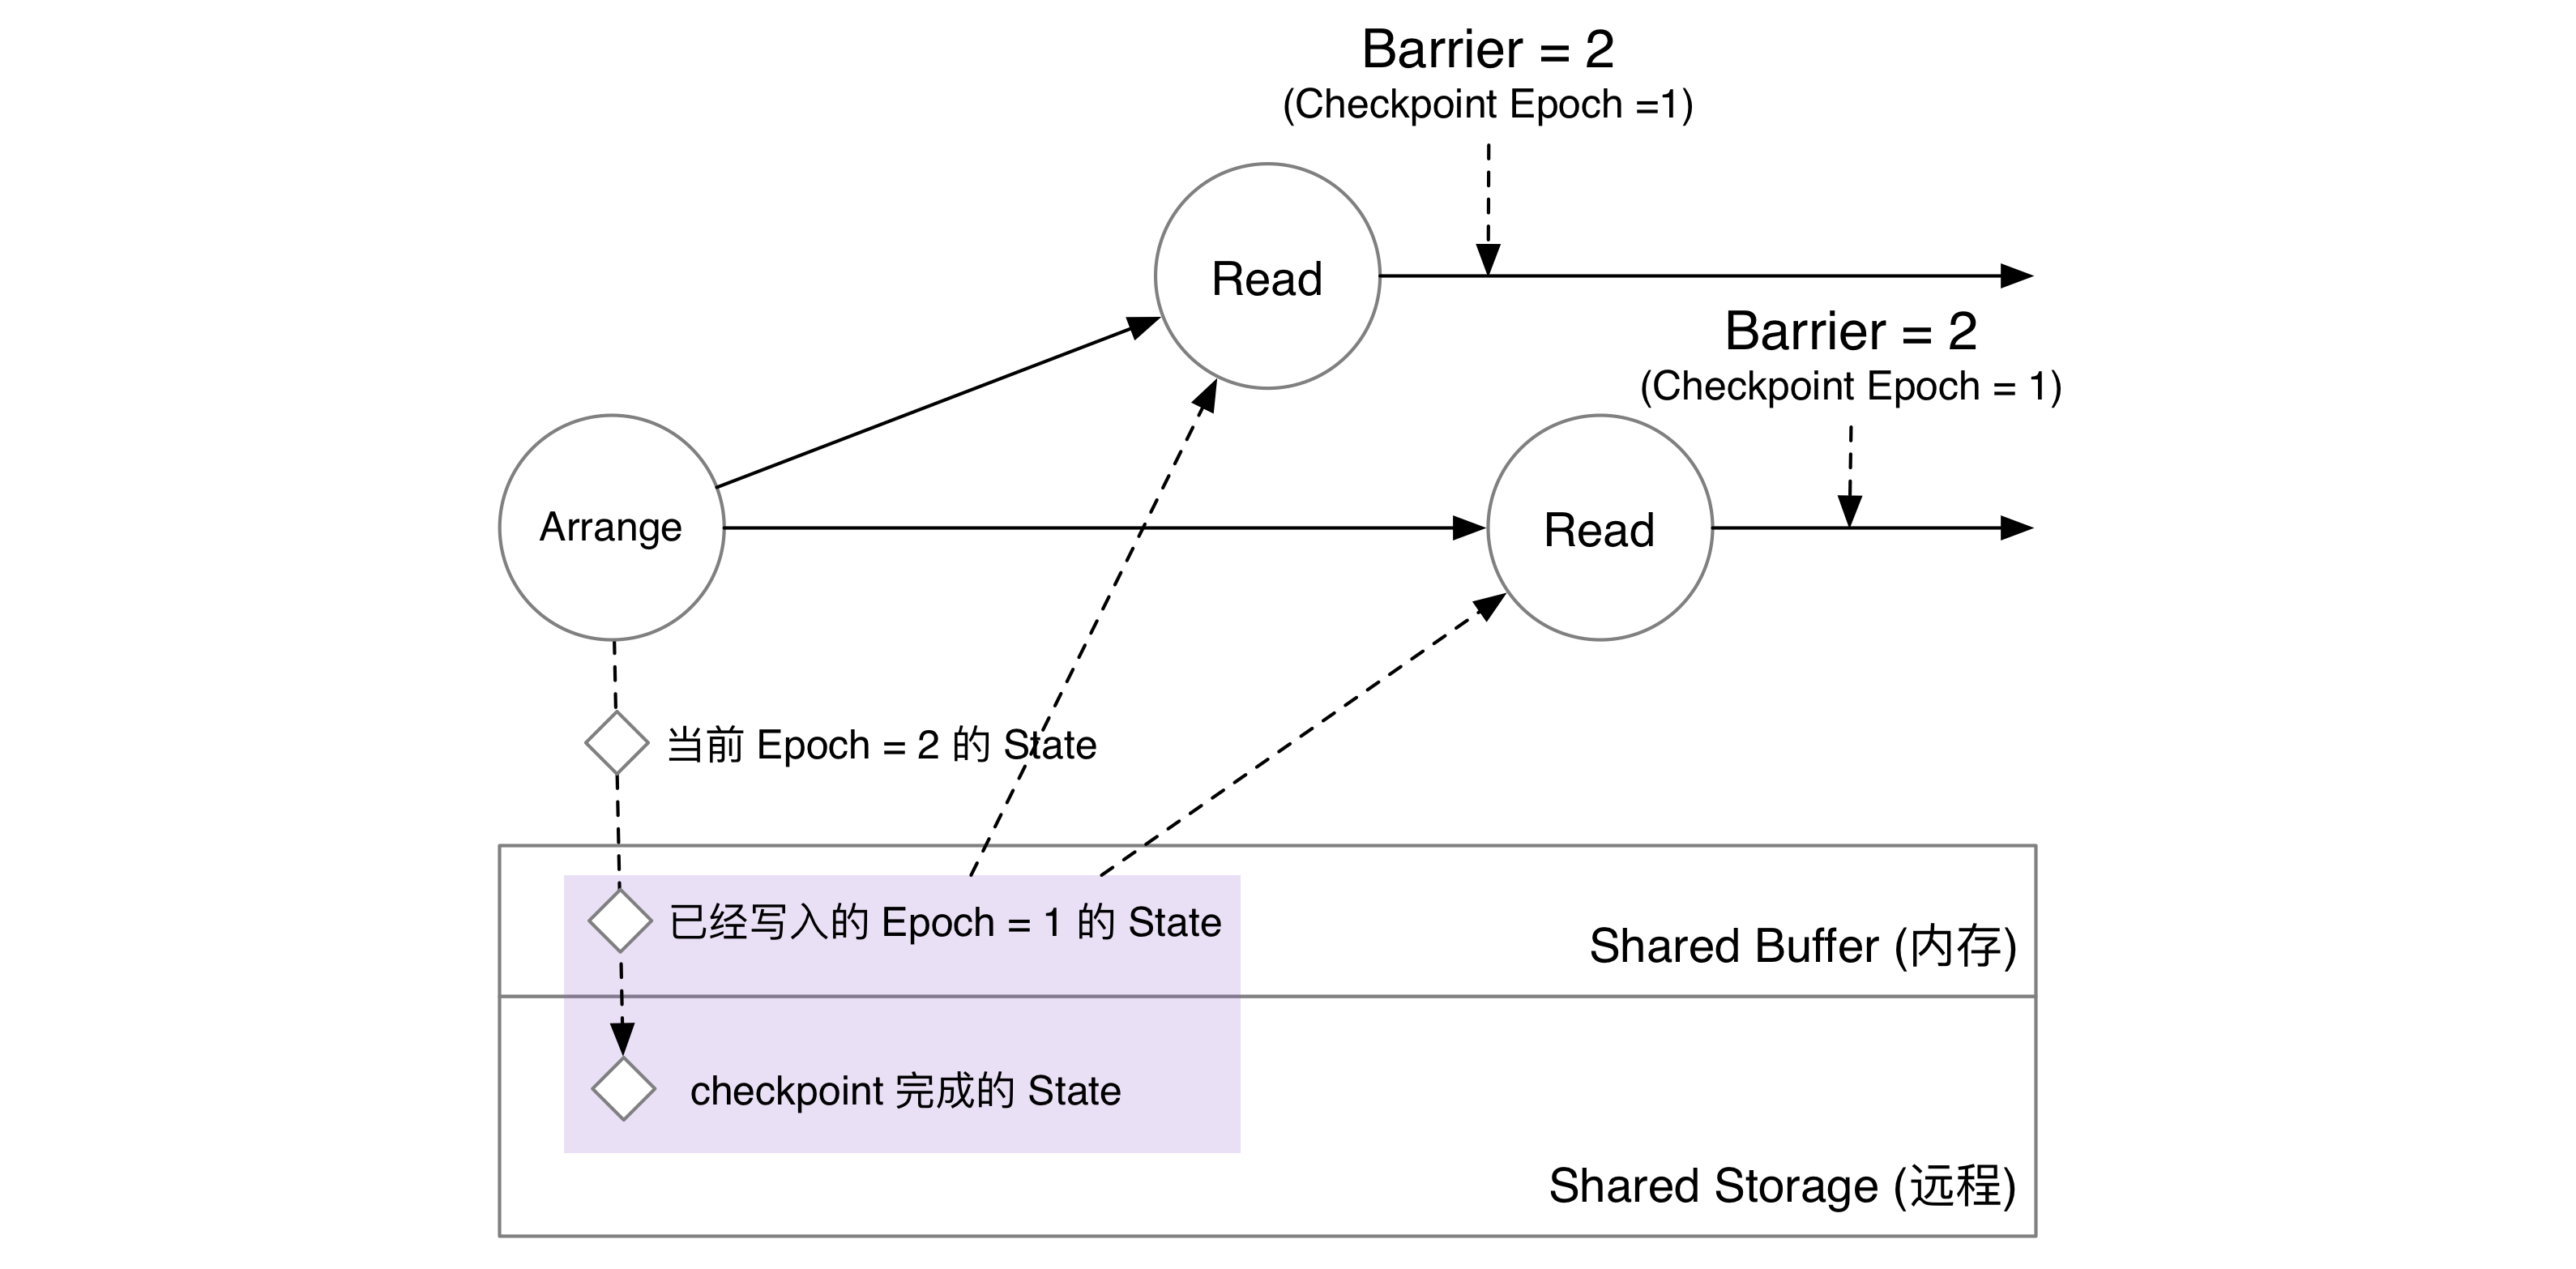 Barrier = 2
(Checkpoint Epoch =1)
Read
Barrier = 2
(Checkpoint Epoch = 1)
Arrange
Read
当前 Epoch = 2 的 State
已经写入的 Epoch = 1 的 State
Shared Buffer (内存)
checkpoint 完成的 State
Shared Storage (远程)